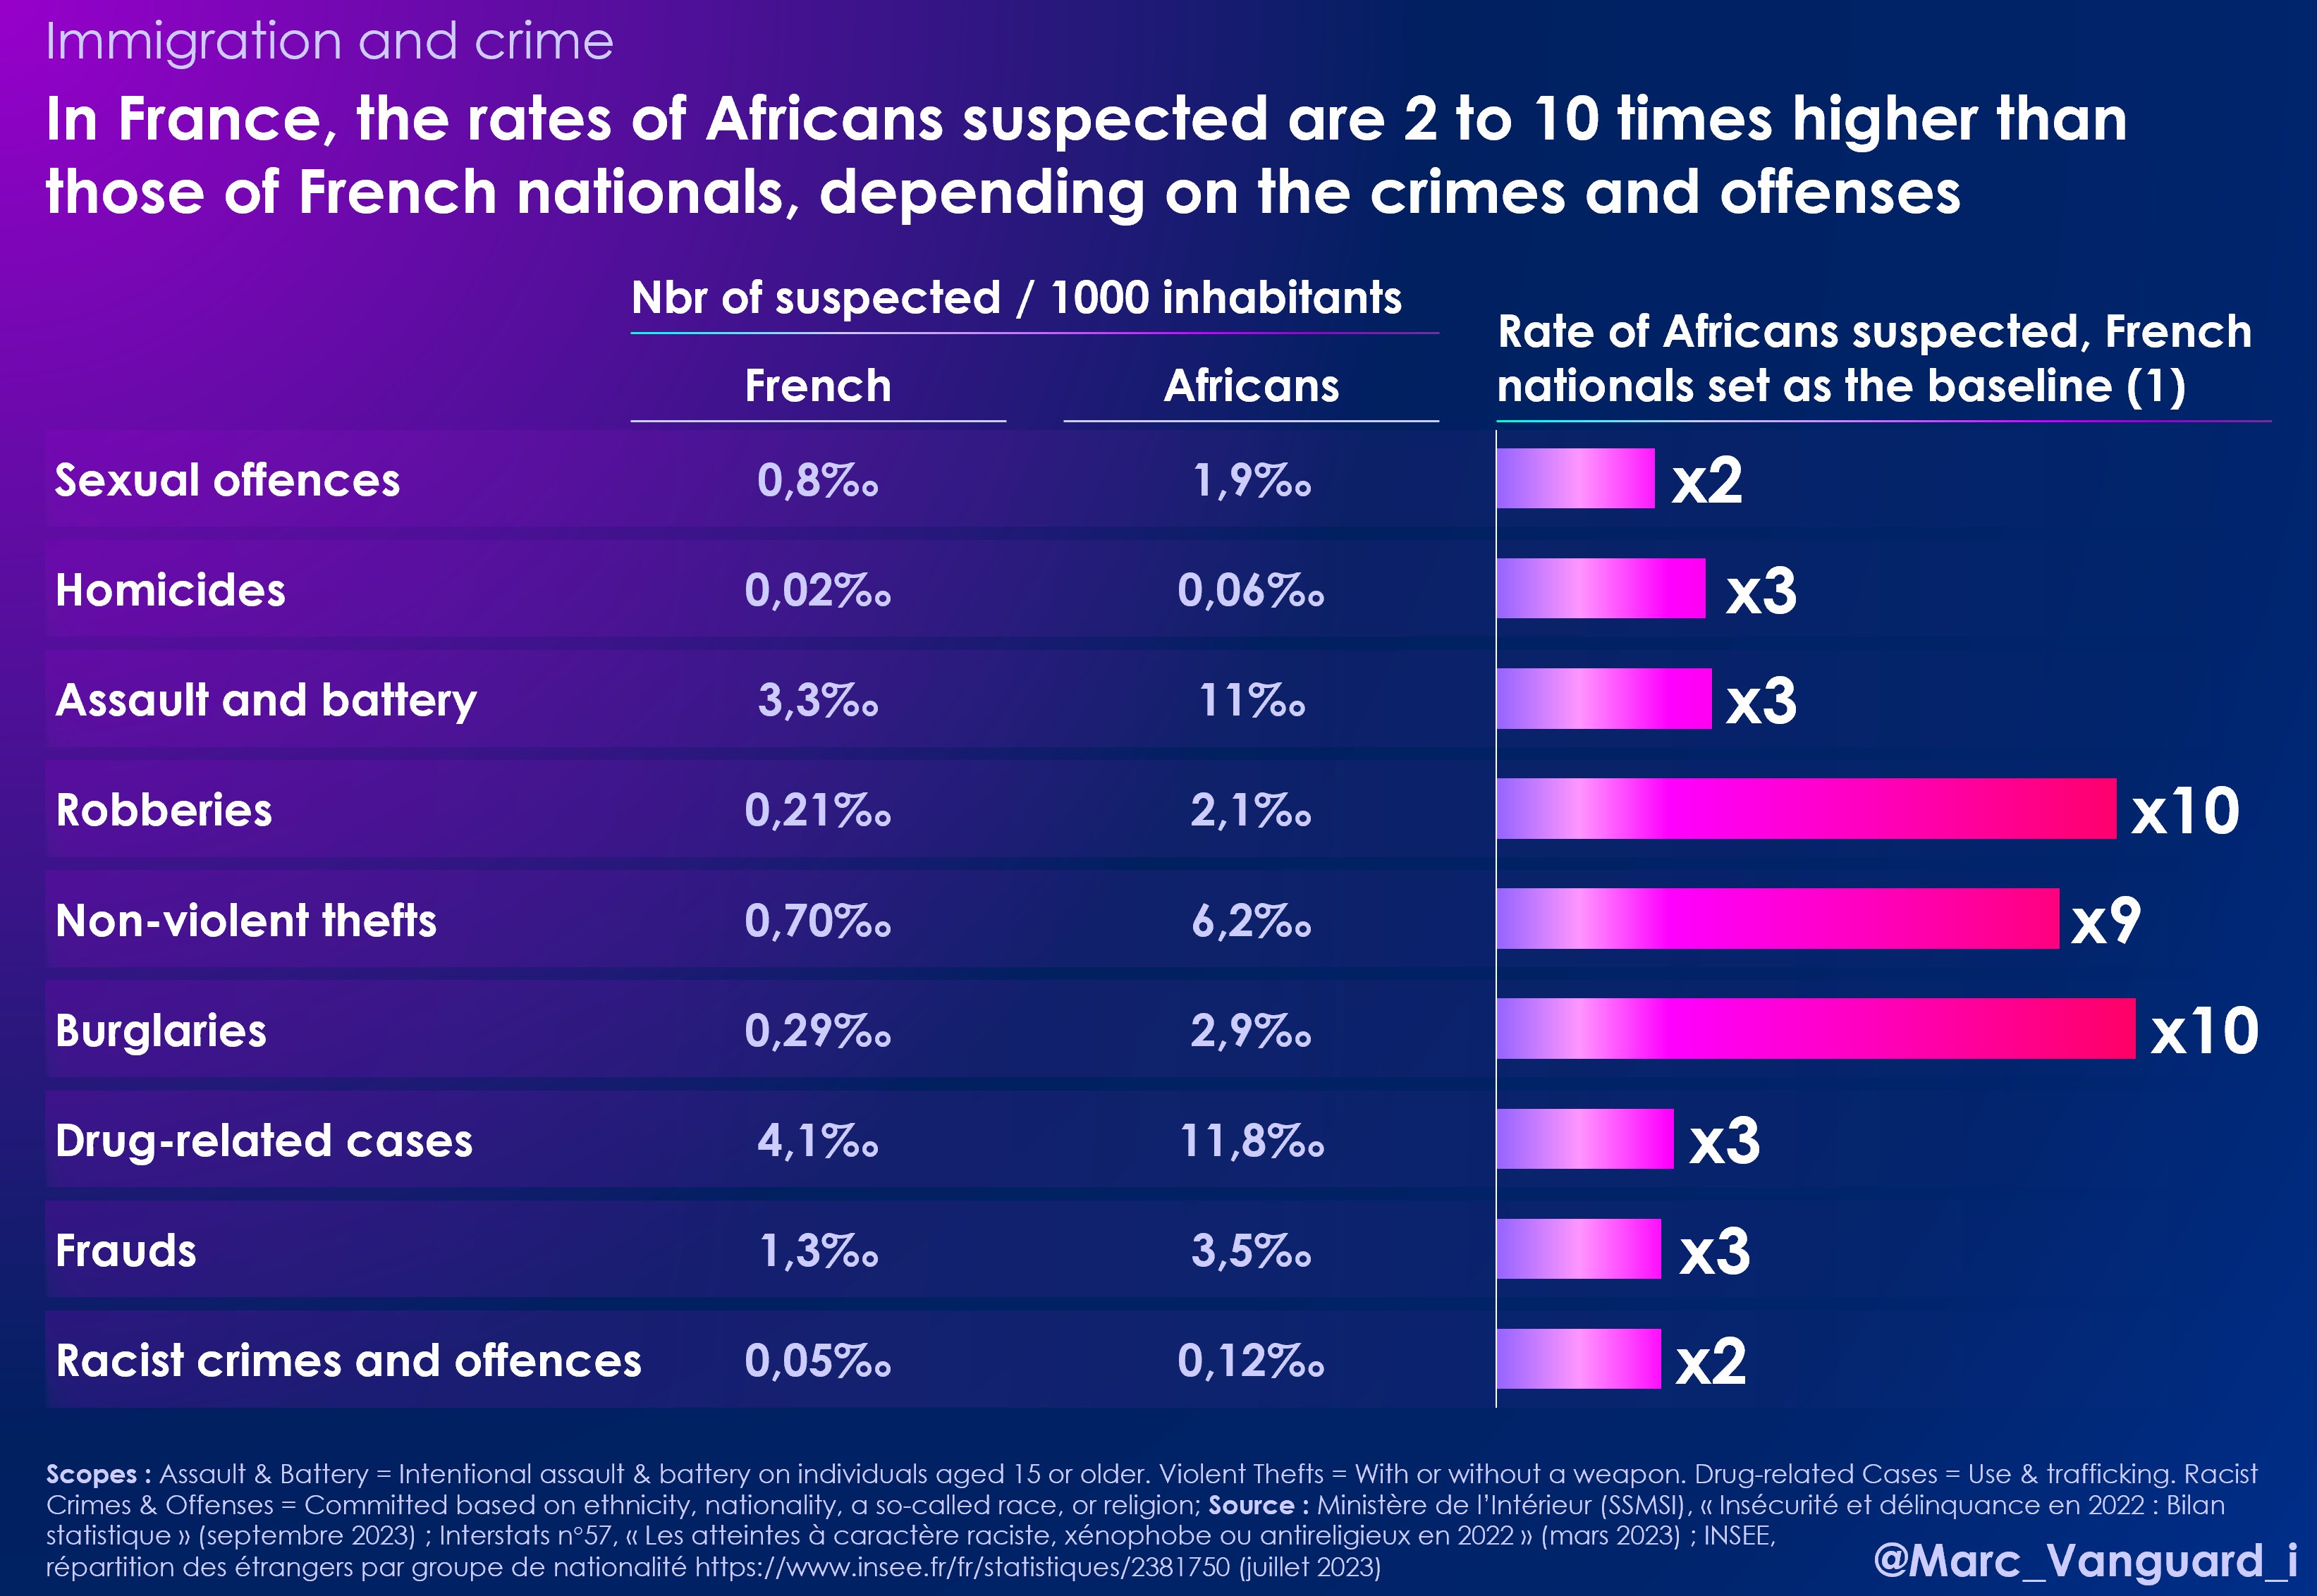 Immigration and crime
In France, the rates of Africans suspected are 2 to 10 times higher than
those of French nationals, depending on the crimes and offenses
Nbr of suspected / 1000 inhabitants
Rate of Africans suspected, French
nationals set as the baseline (1)
French Africans
Sexual offences 0,8‰ 1,9‰ x2
Homicides 0,02‰ 0,06‰ x3
Assault and battery 3,3‰ 11‰ x3
Robberies 0,21‰ 2,1‰ x10
Non-violent thefts 0,70‰ 6,2‰ x9
Burglaries 0,29‰ 2,9‰ x10
Drug-related cases 4,1‰ 11,8‰ x3
Frauds 1,3‰ 3,5‰ x3
Racist crimes and offences 0,05‰ 0,12‰ x2
Scopes : Assault & Battery = Intentional assault & battery on individuals aged 15 or older. Violent Thefts = With or without a weapon. Drug-related Cases = Use & trafficking. Racist
Crimes & Offenses = Committed based on ethnicity, nationality, a so-called race, or religion; Source : Ministère de l'Intérieur (SSMSI), « Insécurité et délinquance en 2022 : Bilan
statistique » (septembre 2023) ; Interstats n°57, « Les atteintes à caractère raciste, xénophobe ou antireligieux en 2022 » (mars 2023) ; INSEE,
répartition des étrangers par groupe de nationalité https://www.insee.fr/fr/statistiques/2381750 (juillet 2023)
@Marc_Vanguard_i